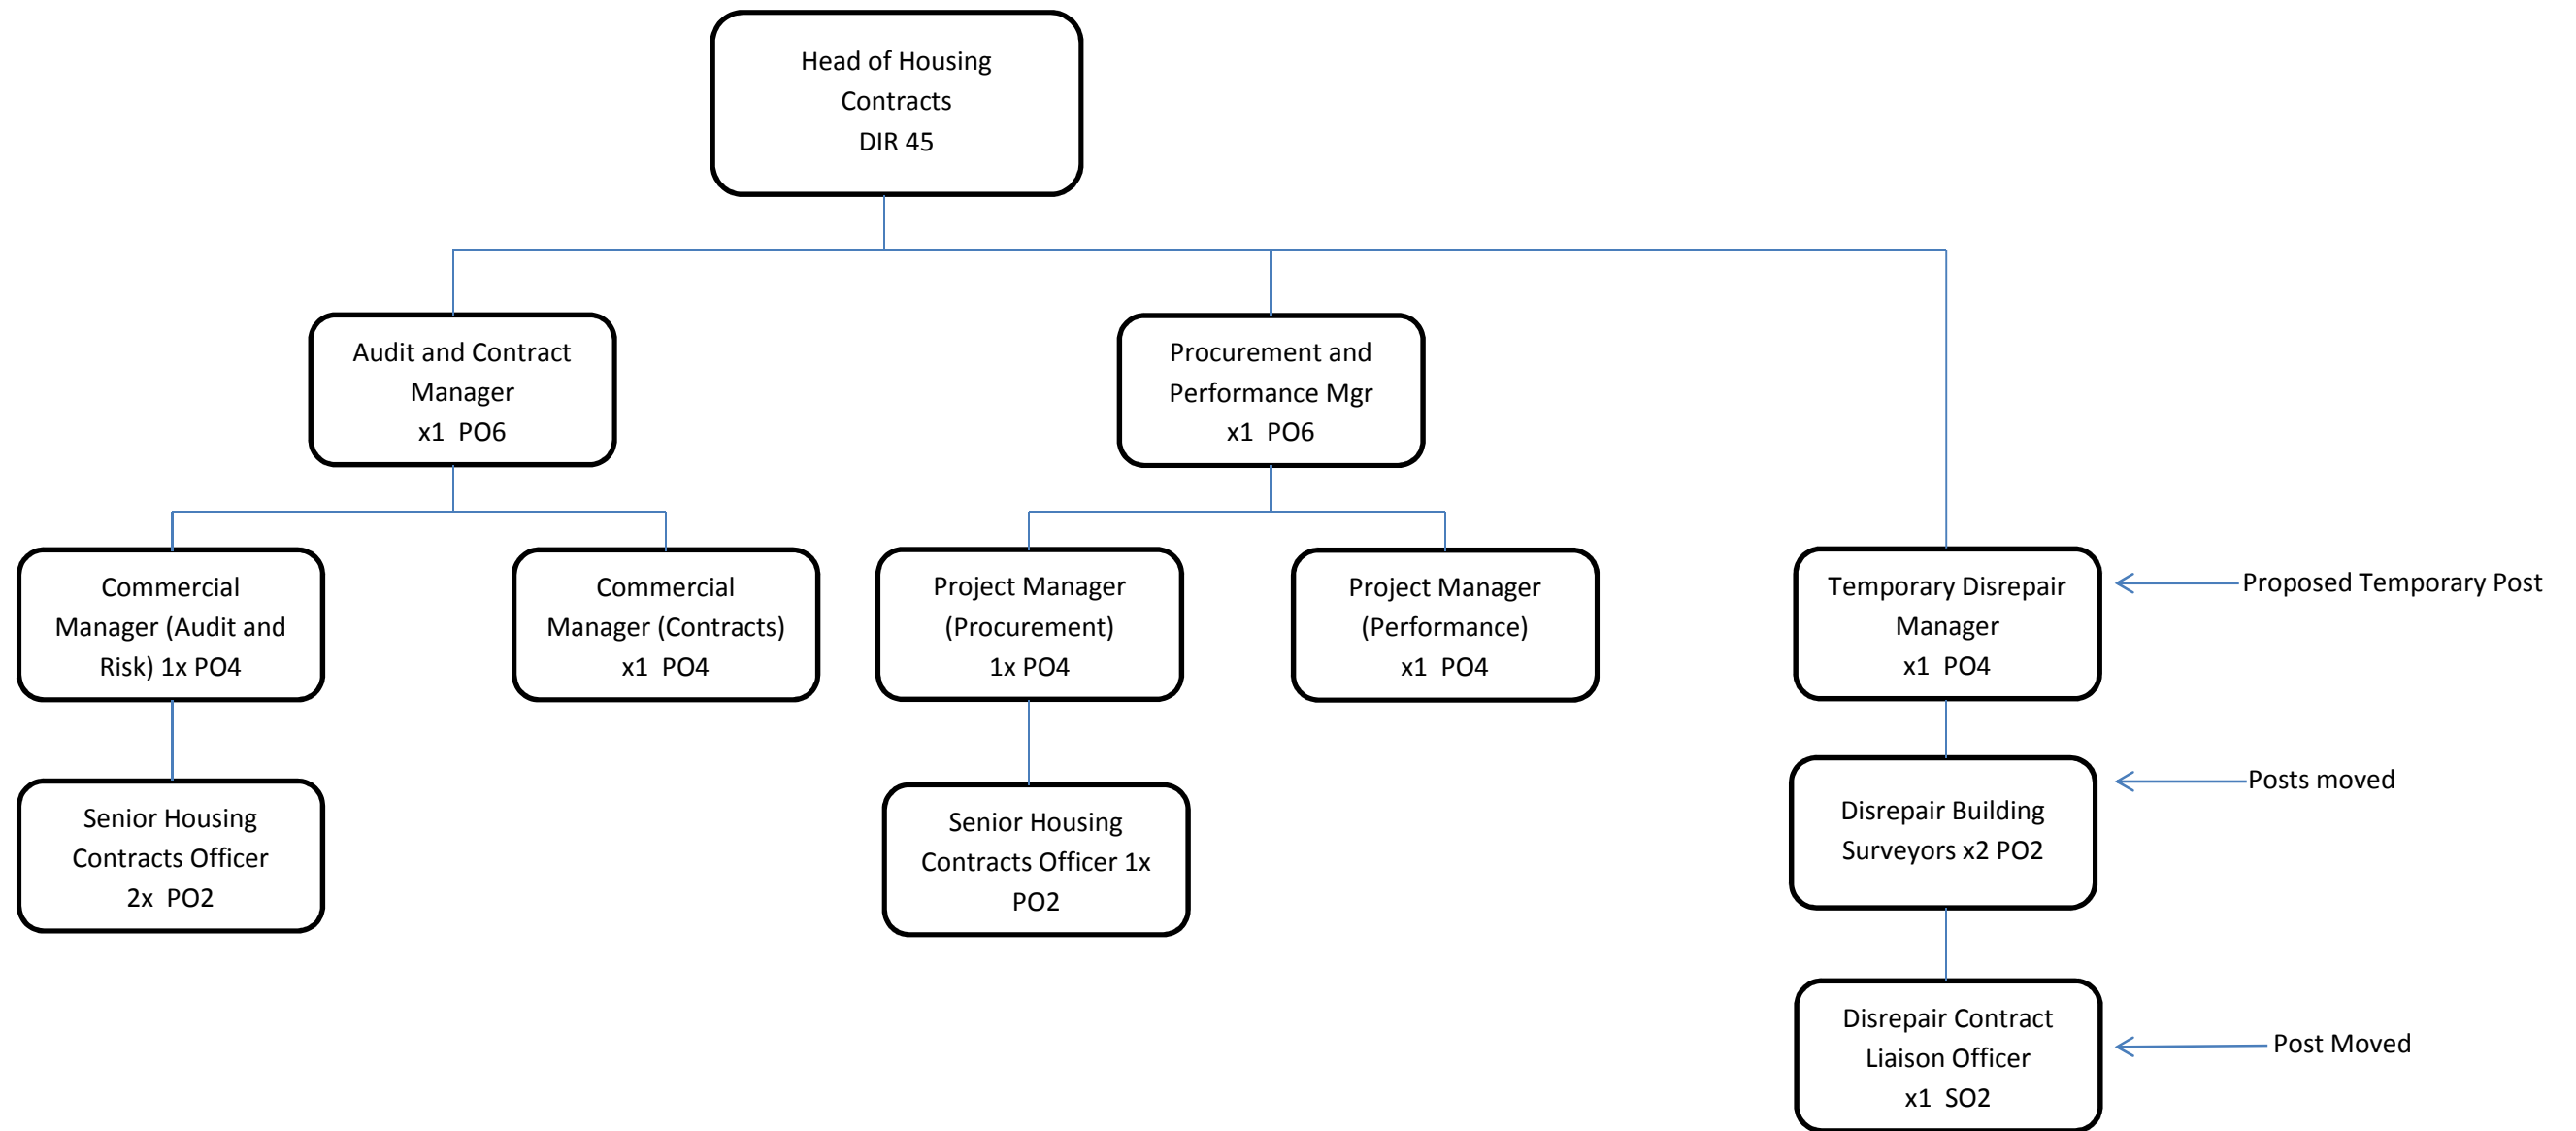 Head of Housing
Contracts
DIR 45
Audit and Contract
Manager
x1 PO6
Procurement and
Performance Mgr
x1 PO6
Commercial
Manager (Audit and
Risk) 1x PO4
Commercial
Manager (Contracts)
x1 PO4
Project Manager
(Procurement)
1x PO4
Project Manager
(Performance)
x1 PO4
Temporary Disrepair
Manager
x1 PO4
Proposed Temporary Post
Senior Housing
Contracts Officer
2x PO2
Senior Housing
Contracts Officer 1x
PO2
Disrepair Building
Surveyors x2 PO2
Posts moved
Disrepair Contract
Liaison Officer
x1 SO2
Post Moved